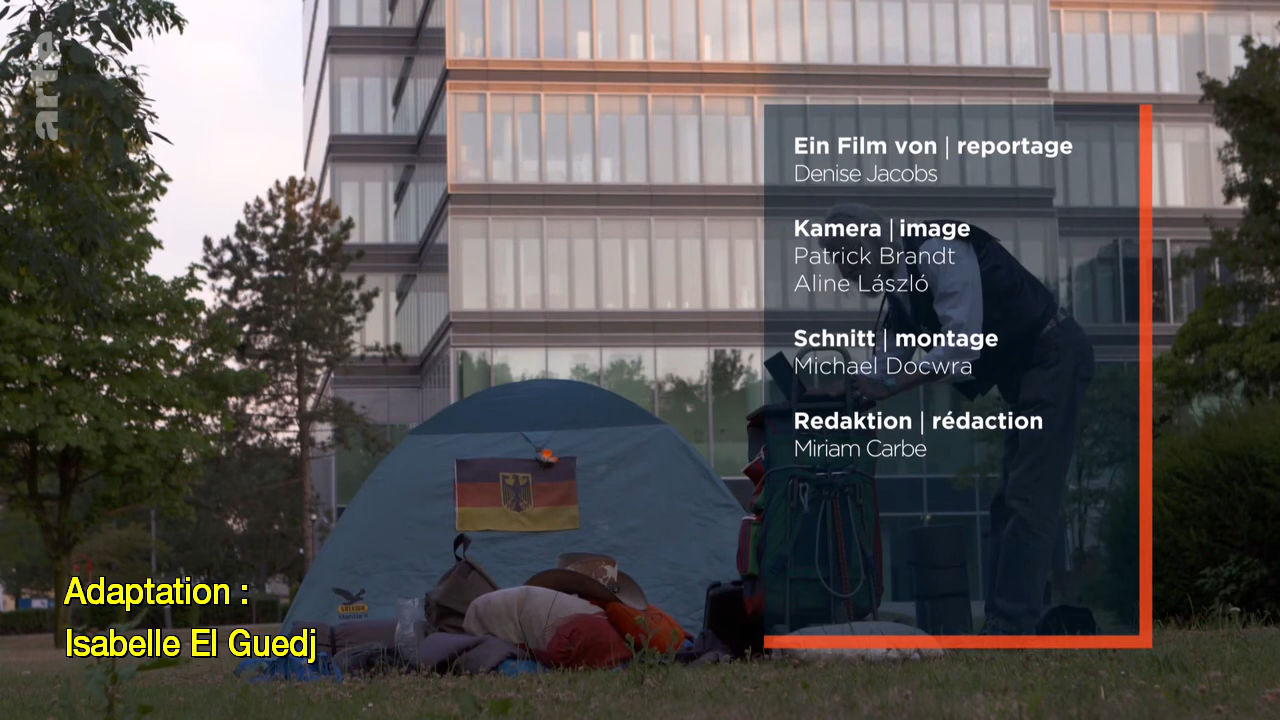 arte
Ein Film von | reportage
Denise Jacobs
Kamera | image
Patrick Brandt
Aline László
Schnitt | montage
Michael Docwra
Redaktion | rédaction
Miriam Carbe
SALEWA
Adaptation :
Isabelle El Guedj